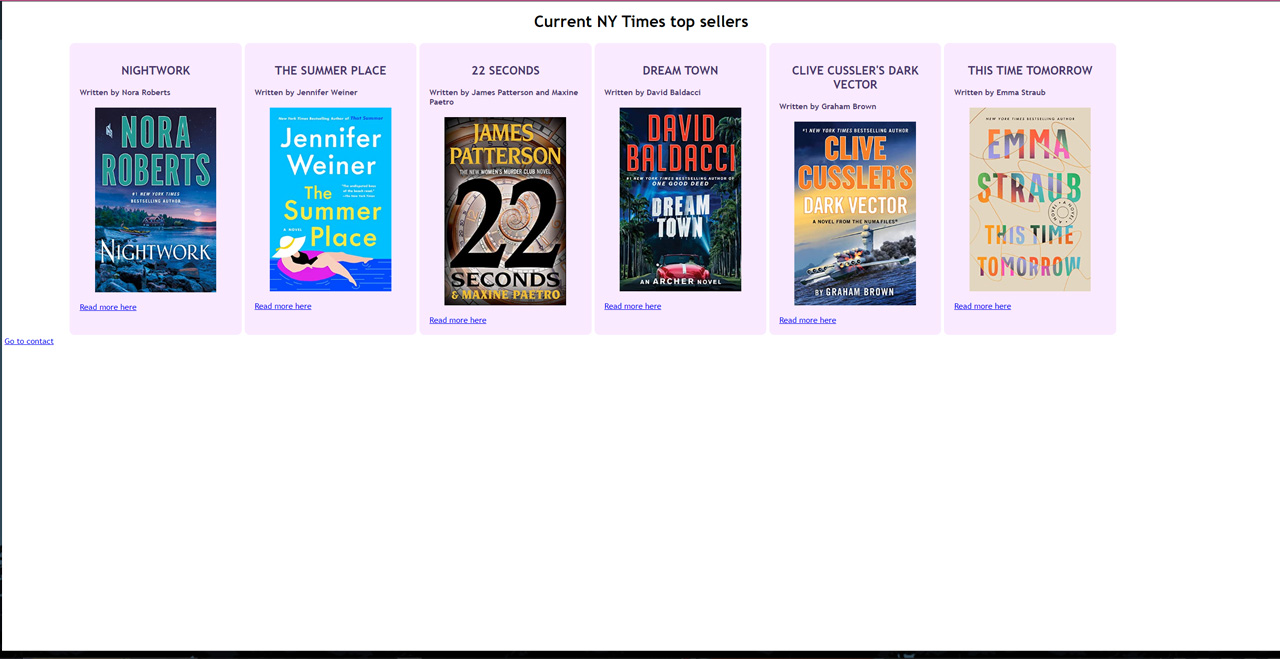 Current NY Times top sellers
NIGHTWORK
Written by Nora Roberts
NORA
ROBERTS
#1 NEW YORK TIMES
BESTSELLING AUTHOR
NIGHTWORK
Read more here
THE SUMMER PLACE
Written by Jennifer Weiner
New York Times Bestselling Author of That Summer
Jennifer
Weiner
The
Summer
A NOVEL
Place
Read more here
22 SECONDS
Written by James Patterson and Maxine
Paetro
JAMES
PATTERSON
THE NEW WOMEN'S MURDER CLUB NOVEL
22
SECONDS
& MAXINE PAETRO
Read more here
DREAM TOWN
Written by David Baldacci
DAVID
BALDACCI
#1 NEW YORK TIMES BESTSELLING AUTHOR OF
ONE GOOD DEED
DREAM
TOWN
AN ARCHER NOVEL
Read more here
CLIVE CUSSLER'S DARK
VECTOR
Written by Graham Brown
#1 NEW YORK TIMES BESTSELLING AUTHOR
CLIVE
CUSSLER'S
DARK VECTOR
A NOVEL FROM THE NUMA FILES®
BY GRAHAM BROWN
Read more here
THIS TIME TOMORROW
Written by Emma Straub
NEW YORK TIMES BESTSELLING AUTHOR
EMMA
STRAUB
THIS TIME
TOMORROW
Read more here
Go to contact